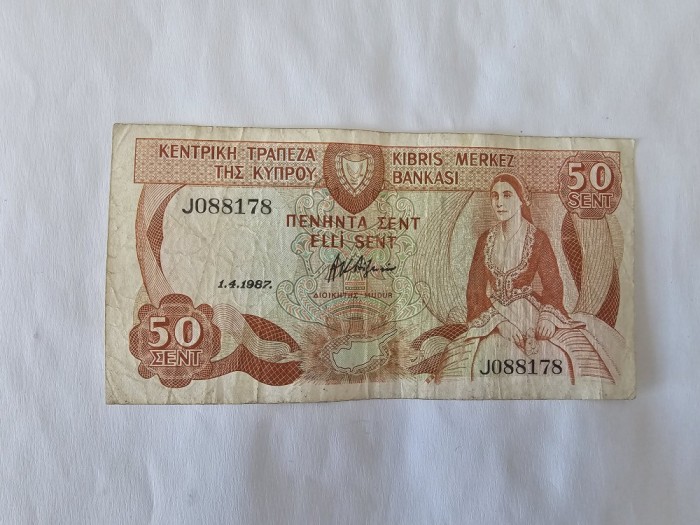 ΚΕΝΤΡΙΚΗ ΤΡΑΠΕΖΑ
ΤΗΣ ΚΥΠΡΟΥ
KIBRIS MERKEZ
BANKASI
50
SENT
J088178
ΠΕΝΗΝΤΑ ΣΕΝΤ
ELLİ SENT
1.4.1987.
ΔΙΟΙΚΗΤΗΣ MÜDÜR
50
ΣΕΝΤ
J088178